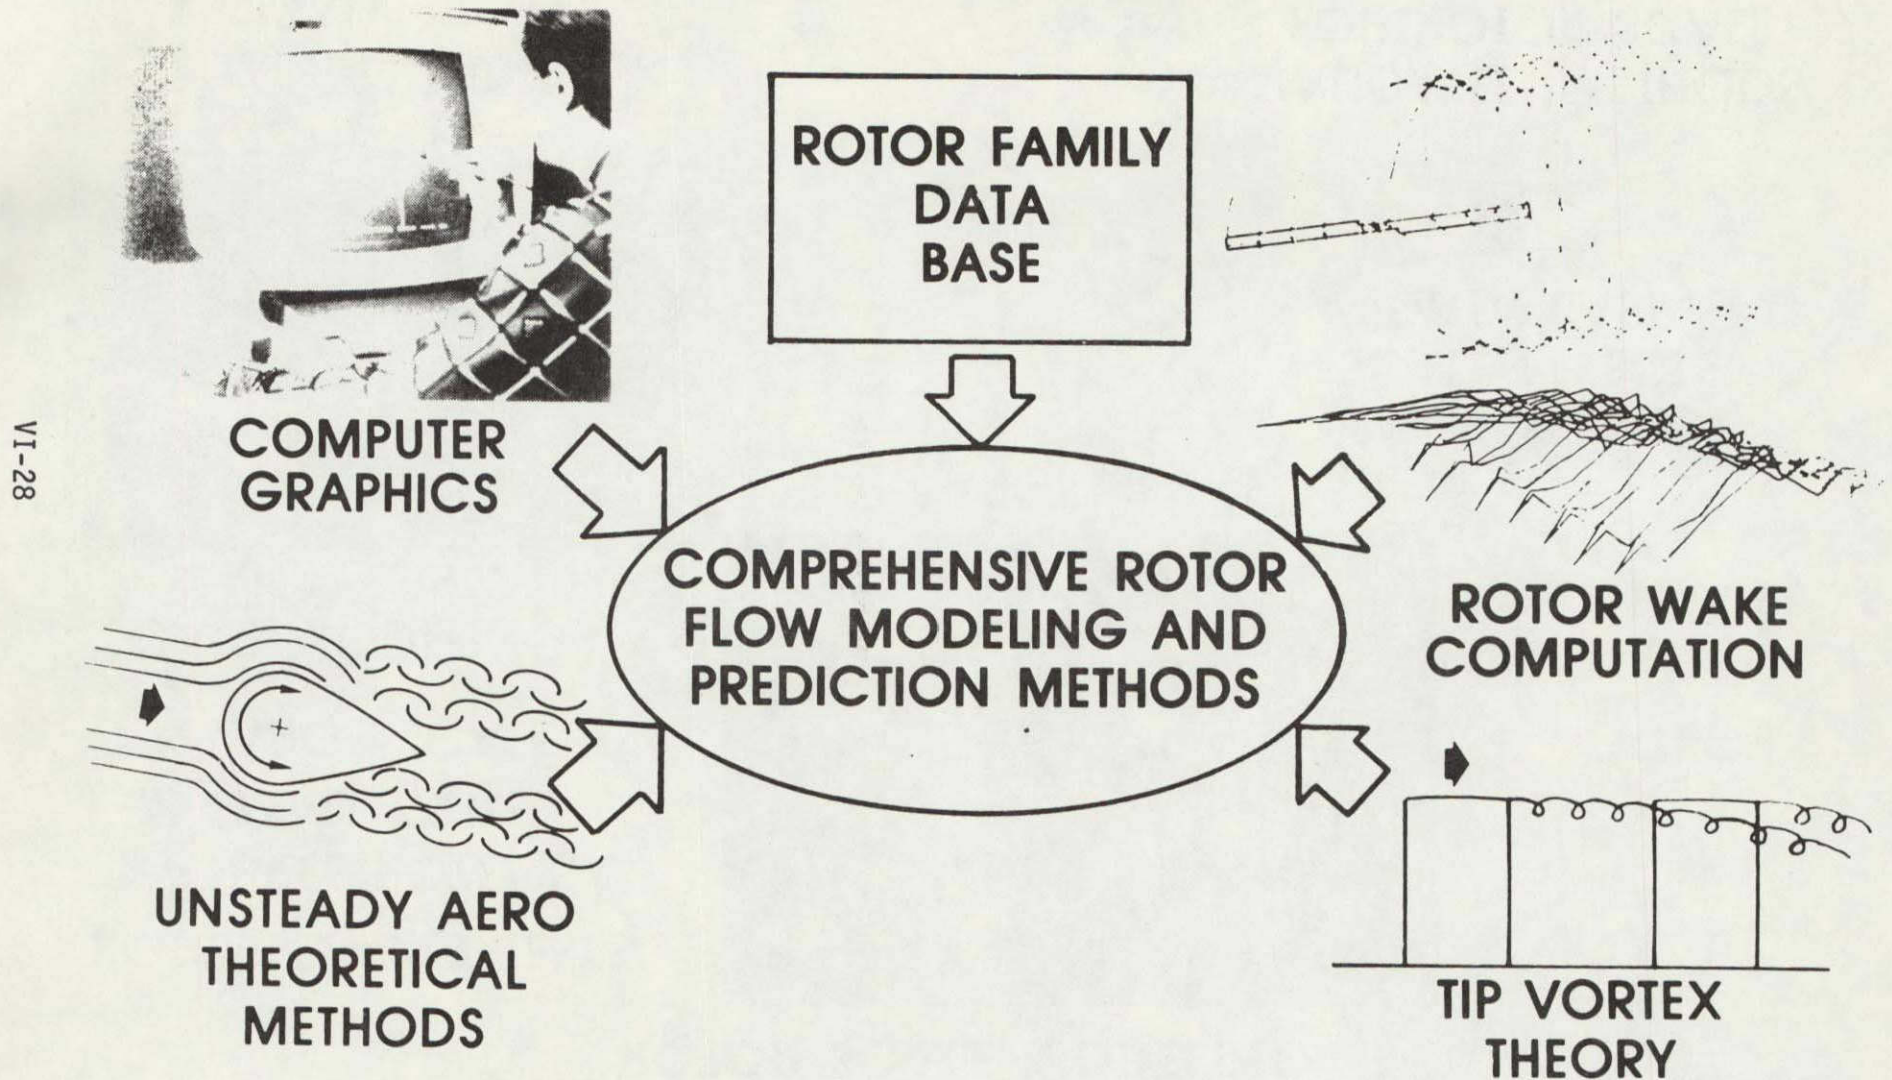 ROTOR FAMILY
DATA
BASE
COMPUTER
GRAPHICS
COMPREHENSIVE ROTOR
FLOW MODELING AND
PREDICTION METHODS
ROTOR WAKE
COMPUTATION
UNSTEADY AERO
THEORETICAL
METHODS
TIP VORTEX
THEORY
VI-28